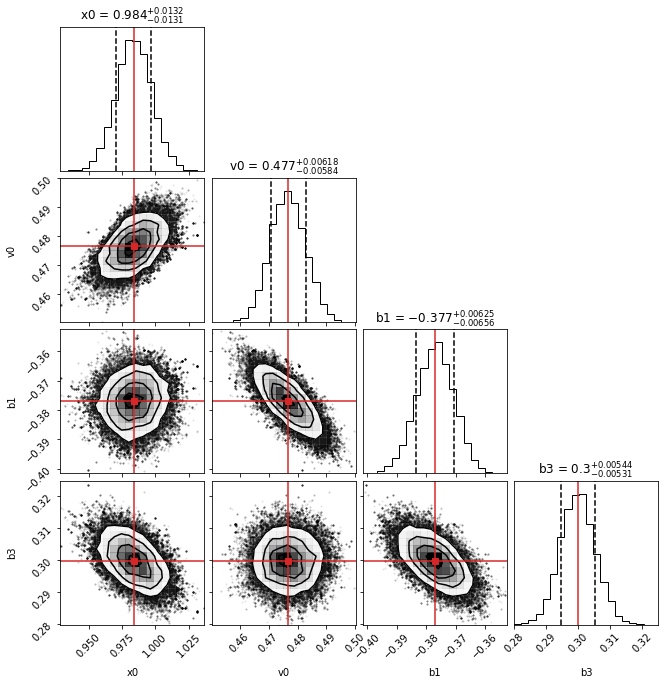 x0 = 0.984+0.0132 −0.0131
v0 = 0.477+0.00618 −0.00584
b1 = −0.377+0.00625 −0.00656
b3 = 0.3+0.00544 −0.00531
v0
0.50
0.49
0.48
0.47
0.46
b1
−0.36
−0.37
−0.38
−0.39
−0.40
b3
0.32
0.31
0.30
0.29
0.28
0.950 0.975 1.000 1.025
0.46 0.47 0.48 0.49 0.50
−0.40 −0.39 −0.38 −0.37 −0.36
0.28 0.29 0.30 0.31 0.32
x0 v0 b1 b3